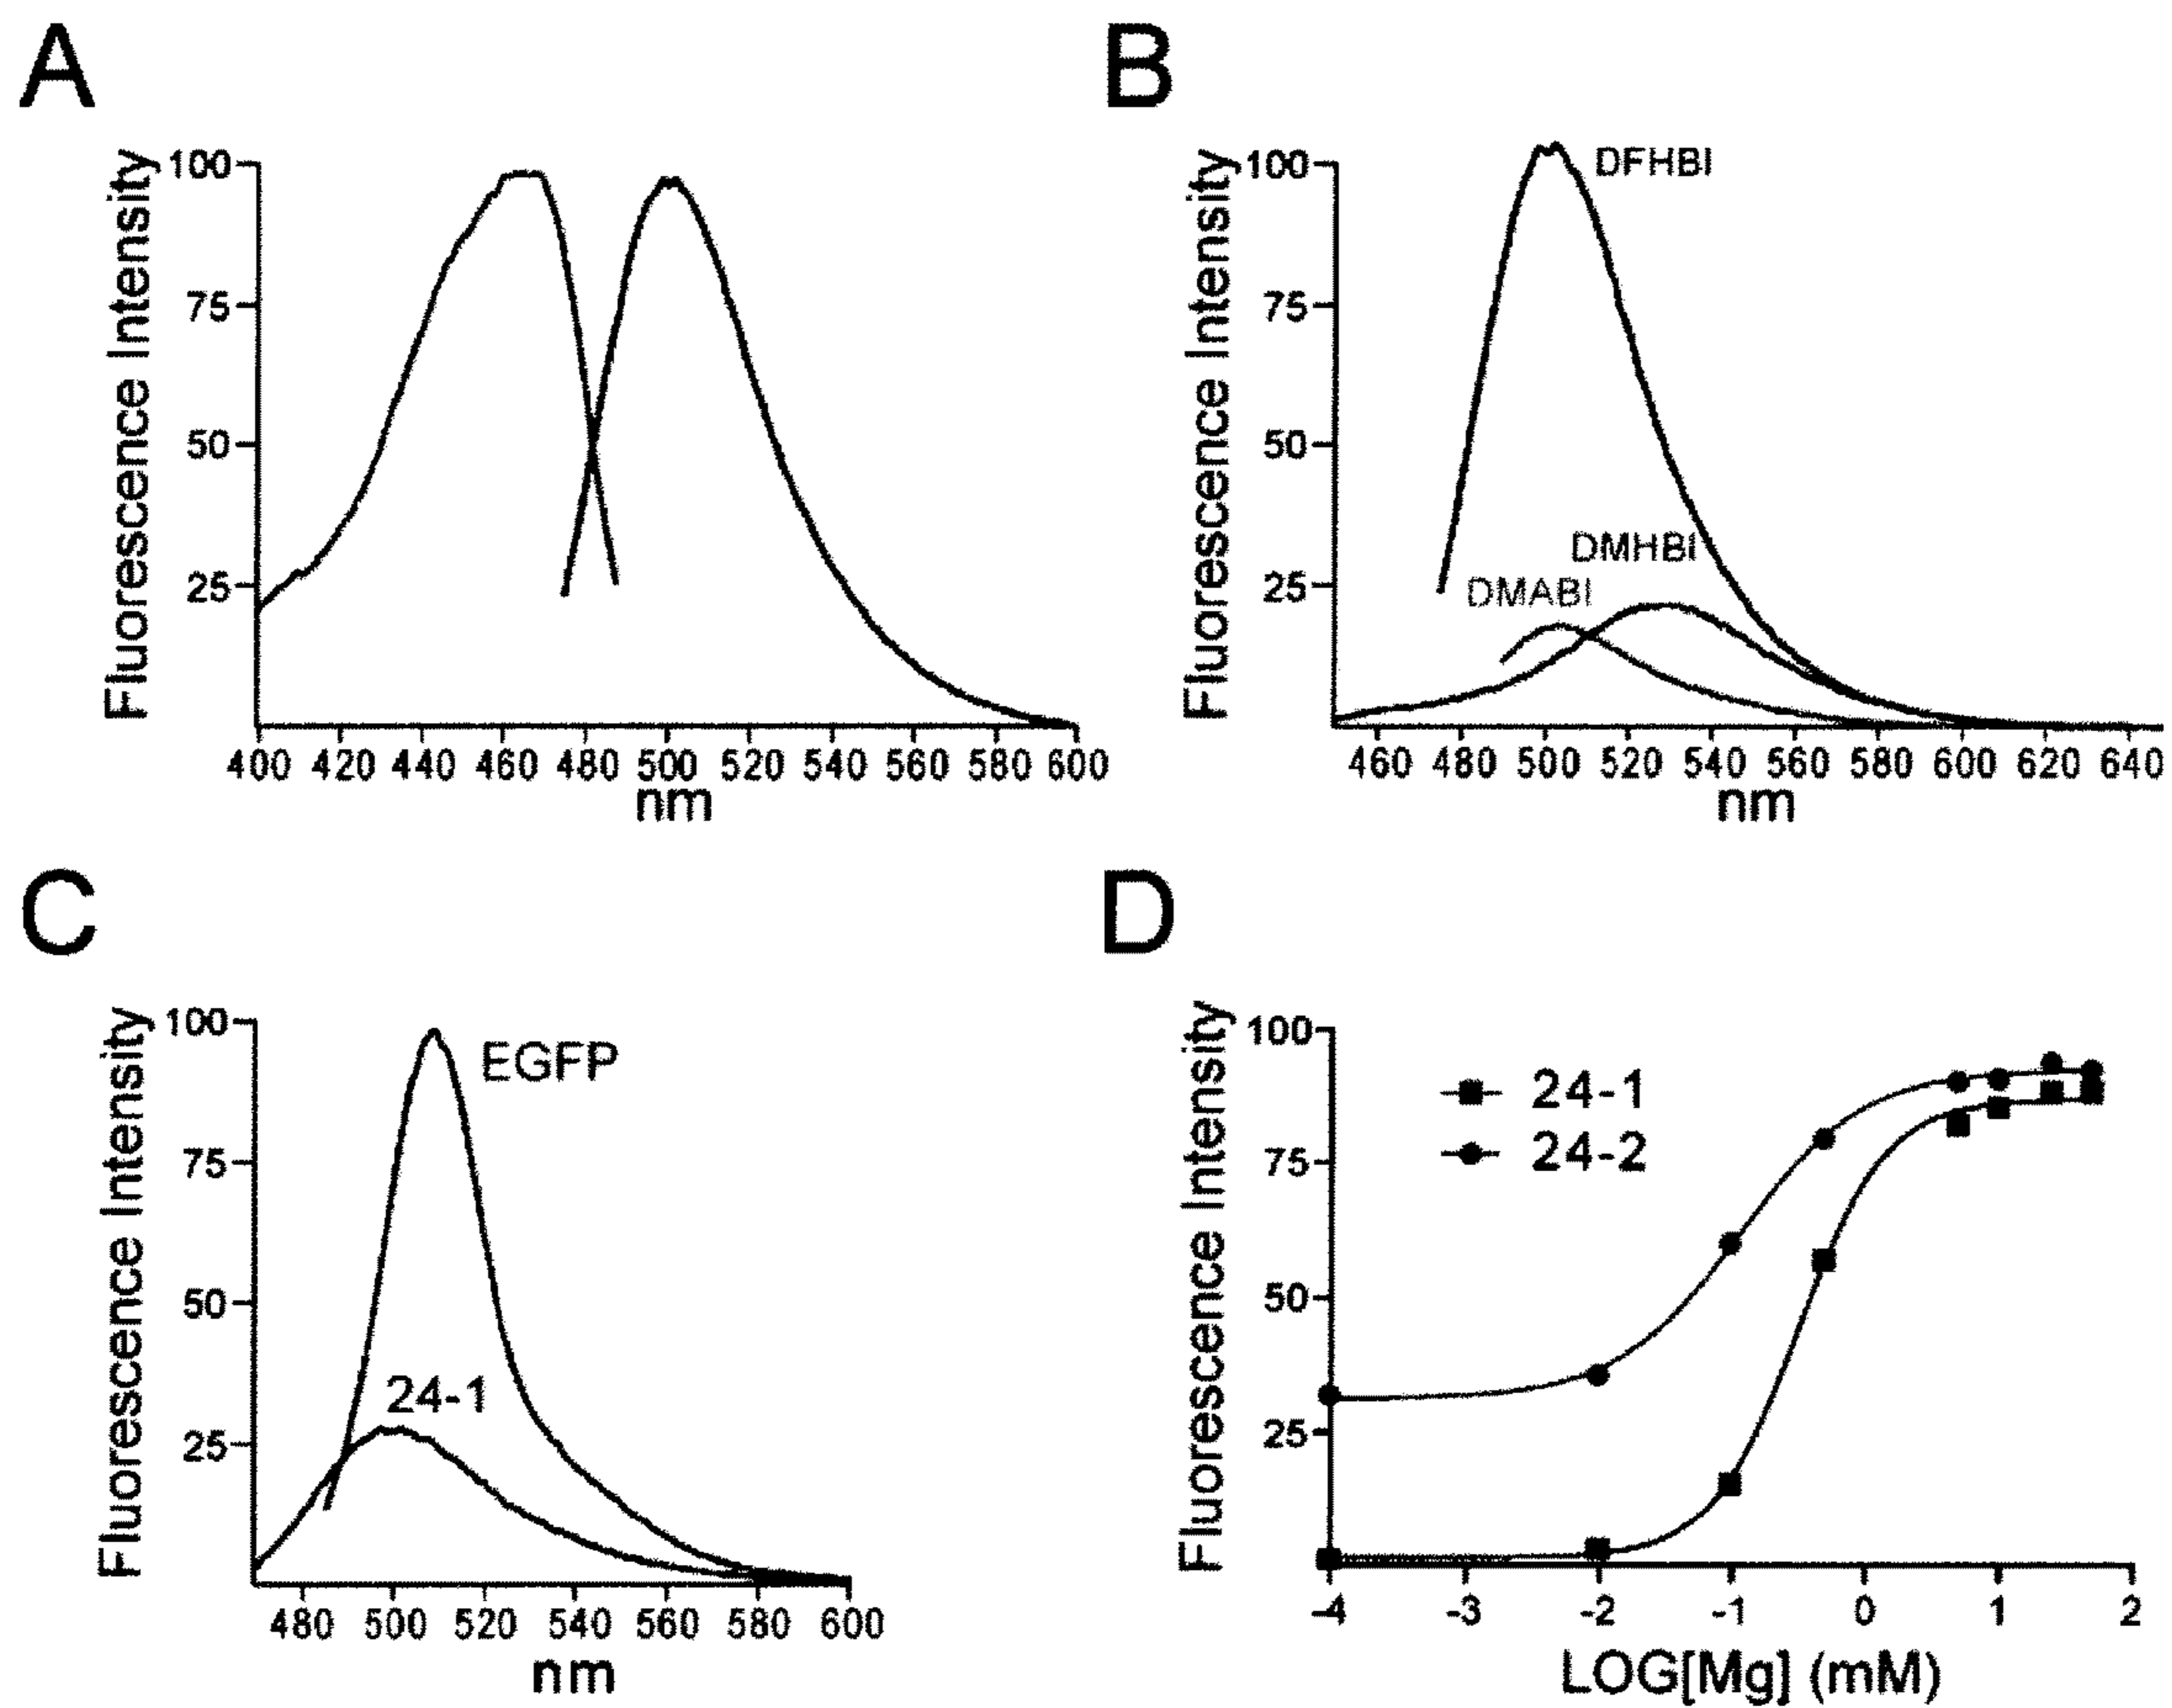 A
Fluorescence Intensity
100
75
50
25
400 420 440 460 480 500 520 540 560 580 600
nm
B
Fluorescence Intensity
100
75
50
25
DFHBI
DMHBI
DMABI
460 480 500 520 540 560 580 600 620 640
nm
C
Fluorescence Intensity
100
75
50
25
EGFP
24-1
480 500 520 540 560 580 600
nm
D
Fluorescence Intensity
100
75
50
25
24-1
24-2
-4 -3 -2 -1 0 1 2
LOG[Mg] (mM)